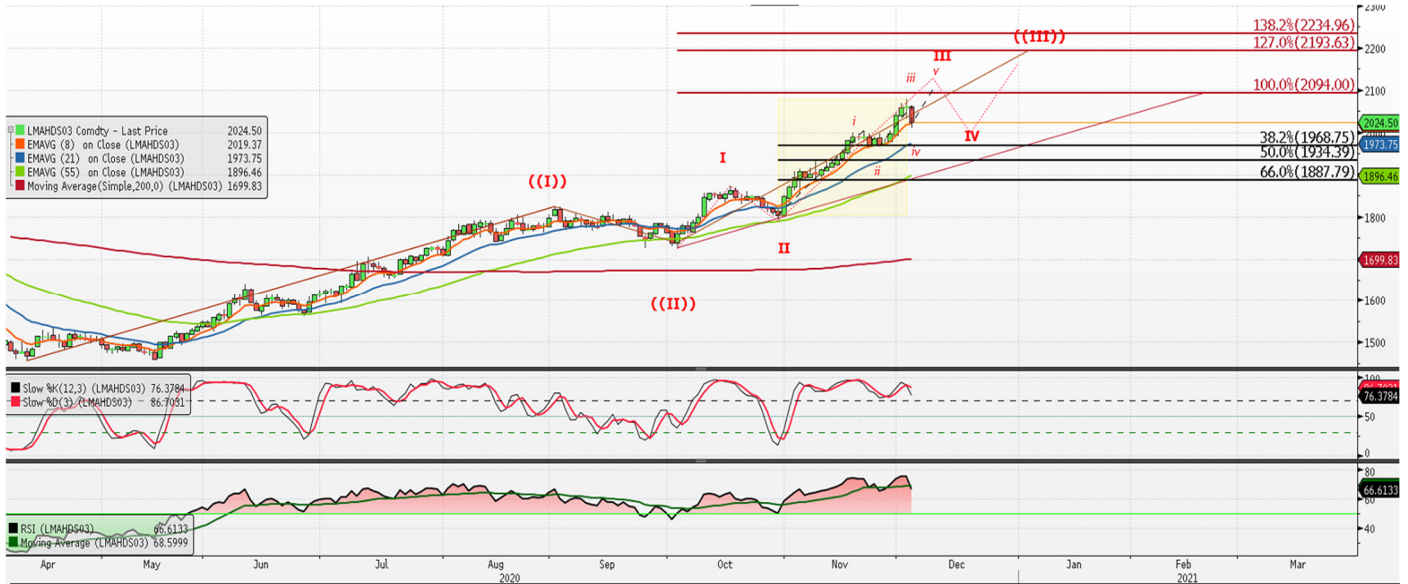 2300
138.2%(2234.96)
((III))
2200
127.0%(2193.63)
III
v
iii
2100
100.0%(2094.00)
LMAHDS03 Comdty - Last Price 2024.50
EMAVG (8) on Close (LMAHDS03) 2019.37
EMAVG (21) on Close (LMAHDS03) 1973.75
EMAVG (55) on Close (LMAHDS03) 1896.46
Moving Average(Simple,200,0) (LMAHDS03) 1699.83
i
2024.50
2000
IV
38.2%(1968.75)
1973.75
I
iv
50.0%(1934.39)
ii
66.0%(1887.79)
1896.46
((I))
1800
II
1699.83
((II))
1600
1500
Slow %K(12,3) (LMAHDS03) 76.3784
Slow %D(3) (LMAHDS03) 86.7031
100
86.7031
76.3784
50
0
80
66.6133
60
40
RSI (LMAHDS03) 66.6133
Moving Average (LMAHDS03) 68.5999
Apr May Jun Jul Aug Sep Oct Nov Dec Jan Feb Mar
2020 2021